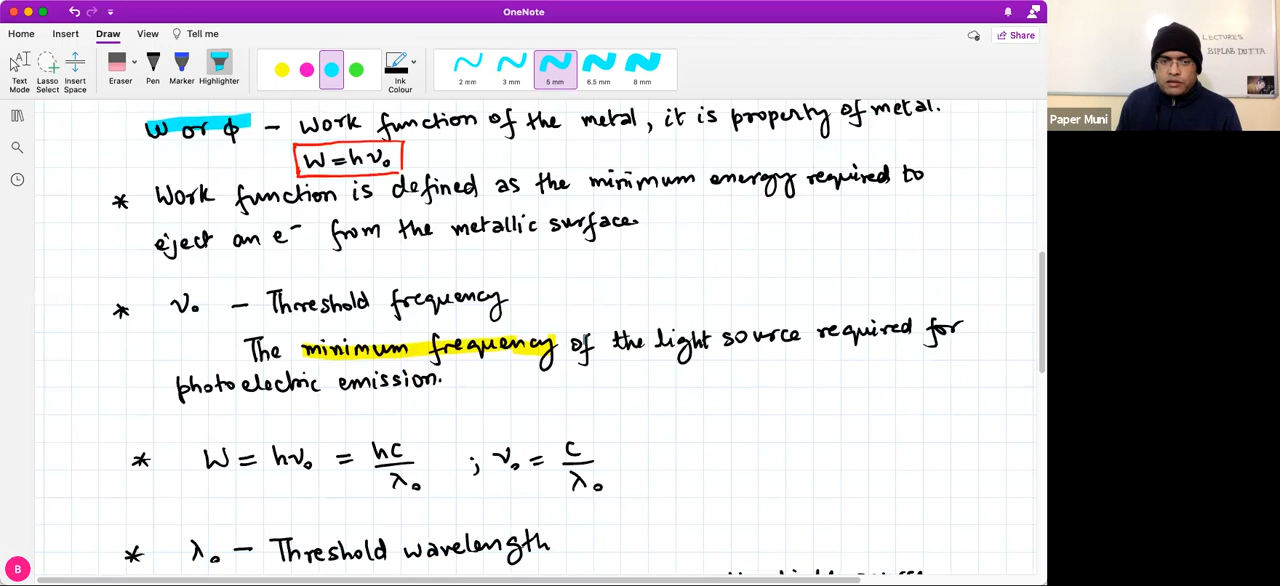 OneNote
Home Insert Draw View Tell me
Share
Text Mode
Lasso Select
Insert Space
Eraser
Pen
Marker
Highlighter
Ink Colour
2 mm 3 mm 5 mm 6.5 mm 8 mm
LECTURES
BIPLAB DUTTA
Paper Muni
W or ϕ – Work function of the metal, it is property of metal.
W = hν₀
* Work function is defined as the minimum energy required to
eject an e⁻ from the metallic surface.
* ν₀ – Threshold frequency
The minimum frequency of the light source required for
photoelectric emission.
* W = hν₀ = hc/λ₀ ; ν₀ = c/λ₀
* λ₀ – Threshold wavelength
B